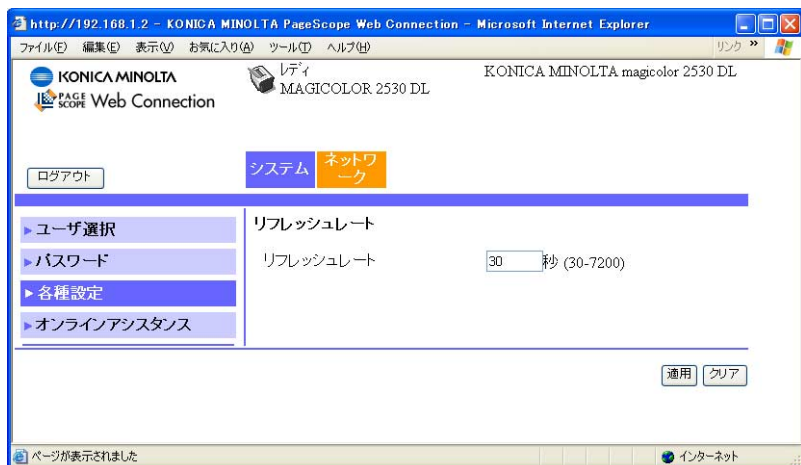 http://192.168.1.2 - KONICA MINOLTA PageScope Web Connection - Microsoft Internet Explorer
ファイル(F) 編集(E) 表示(V) お気に入り(A) ツール(T) ヘルプ(H) リンク »
KONICA MINOLTA
PAGE SCOPE Web Connection
レディ
MAGICOLOR 2530 DL
KONICA MINOLTA magicolor 2530 DL
ログアウト
システム
ネットワ
ーク
ユーザ選択
パスワード
各種設定
オンラインアシスタンス
リフレッシュレート
リフレッシュレート 30 秒 (30-7200)
適用 クリア
ページが表示されました インターネット